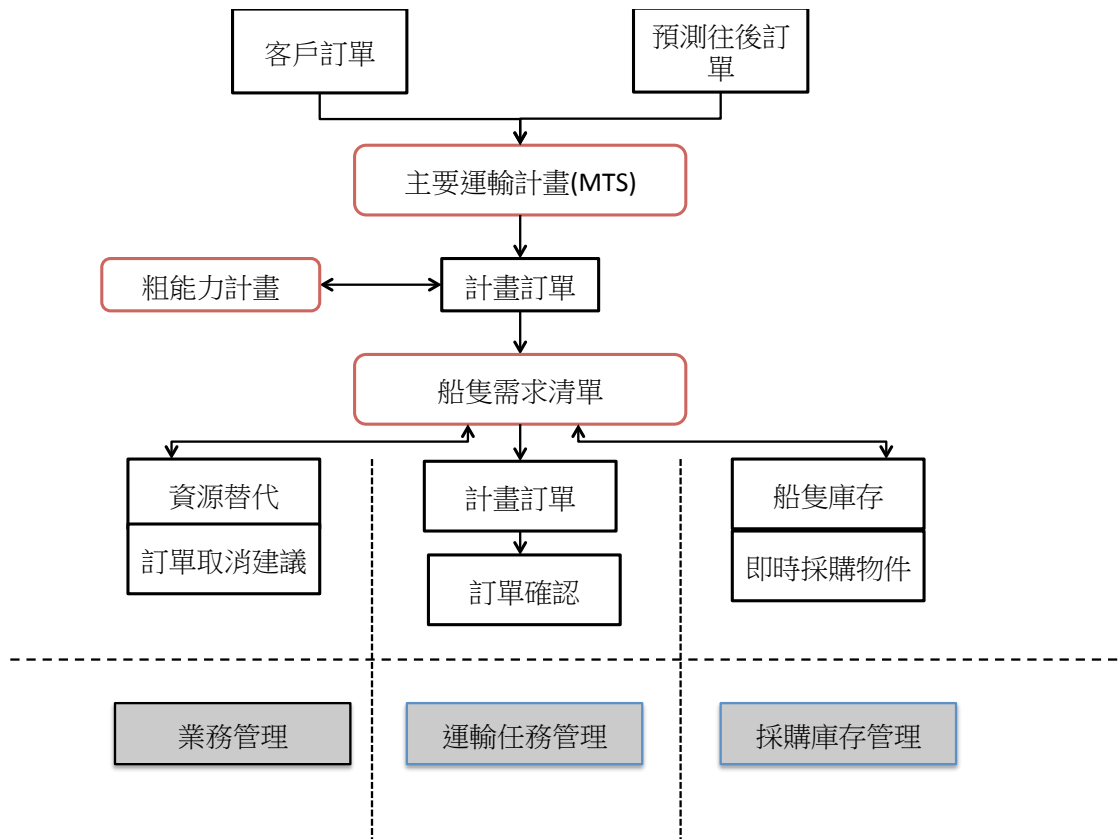 客戶訂單
預測往後訂
單
主要運輸計畫(MTS)
粗能力計畫
計畫訂單
船隻需求清單
資源替代
計畫訂單
船隻庫存
訂單取消建議
訂單確認
即時採購物件
業務管理
運輸任務管理
採購庫存管理